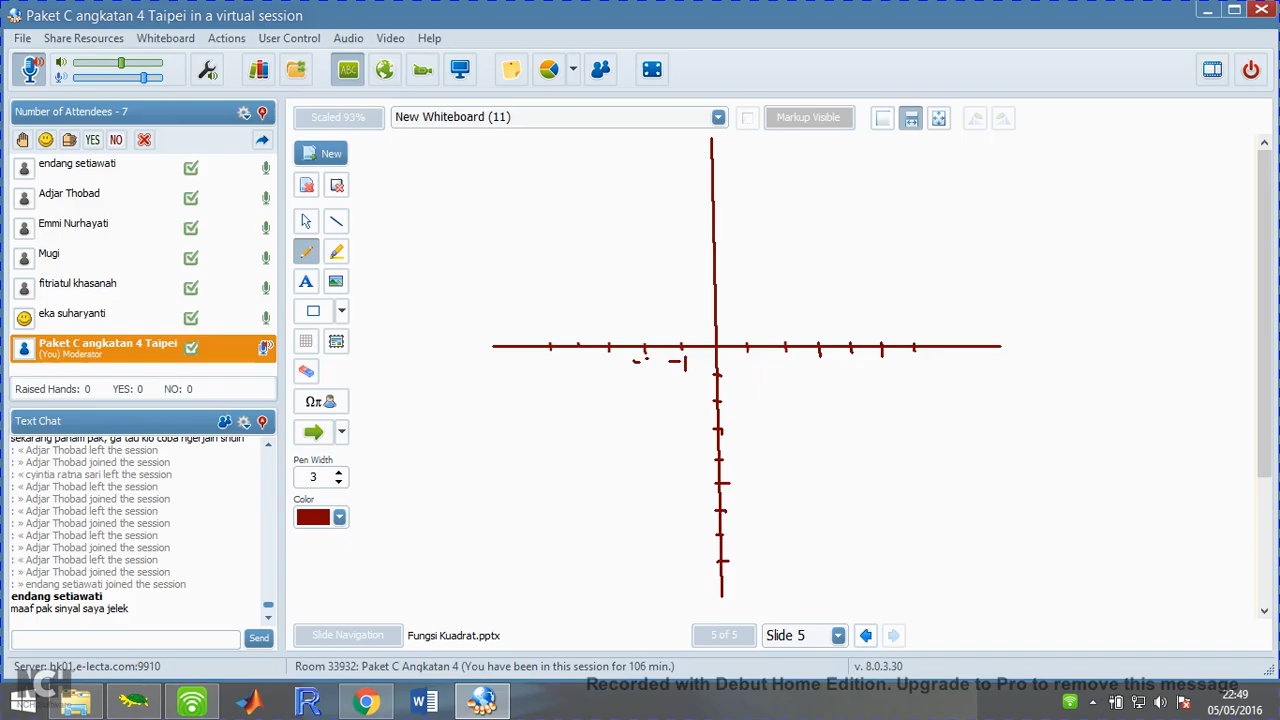 Paket C angkatan 4 Taipei in a virtual session
File Share Resources Whiteboard Actions User Control Audio Video Help
Number of Attendees - 7
Scaled 93%
New Whiteboard (11)
Markup Visible
YES NO
New
endang setiawati
Adjar Thobad
Emmi Nurhayati
Mugi
fitriatul khasanah
eka suharyanti
Paket C angkatan 4 Taipei
(You) Moderator
-1
Raised Hands: 0 YES: 0 NO: 0
Text Chat
: « Adjar Thobad left the session
: » Adjar Thobad joined the session
: « cyintia ratna sari left the session
: « Adjar Thobad left the session
: » Adjar Thobad joined the session
: « Adjar Thobad left the session
: » Adjar Thobad joined the session
: « Adjar Thobad left the session
: » Adjar Thobad joined the session
: « Adjar Thobad left the session
: » Adjar Thobad joined the session
: » endang setiawati joined the session
endang setiawati
maaf pak sinyal saya jelek
Send
ABC
A
Ωπ
Pen Width
3
Color
Slide Navigation
Fungsi Kuadrat.pptx
5 of 5
Slide 5
Server: bk01.e-lecta.com:9910
Room 33932: Paket C Angkatan 4 (You have been in this session for 106 min.)
v. 8.0.3.30
Recorded with Debut Home Edition. Upgrade to Pro to remove this message
22:49
05/05/2016